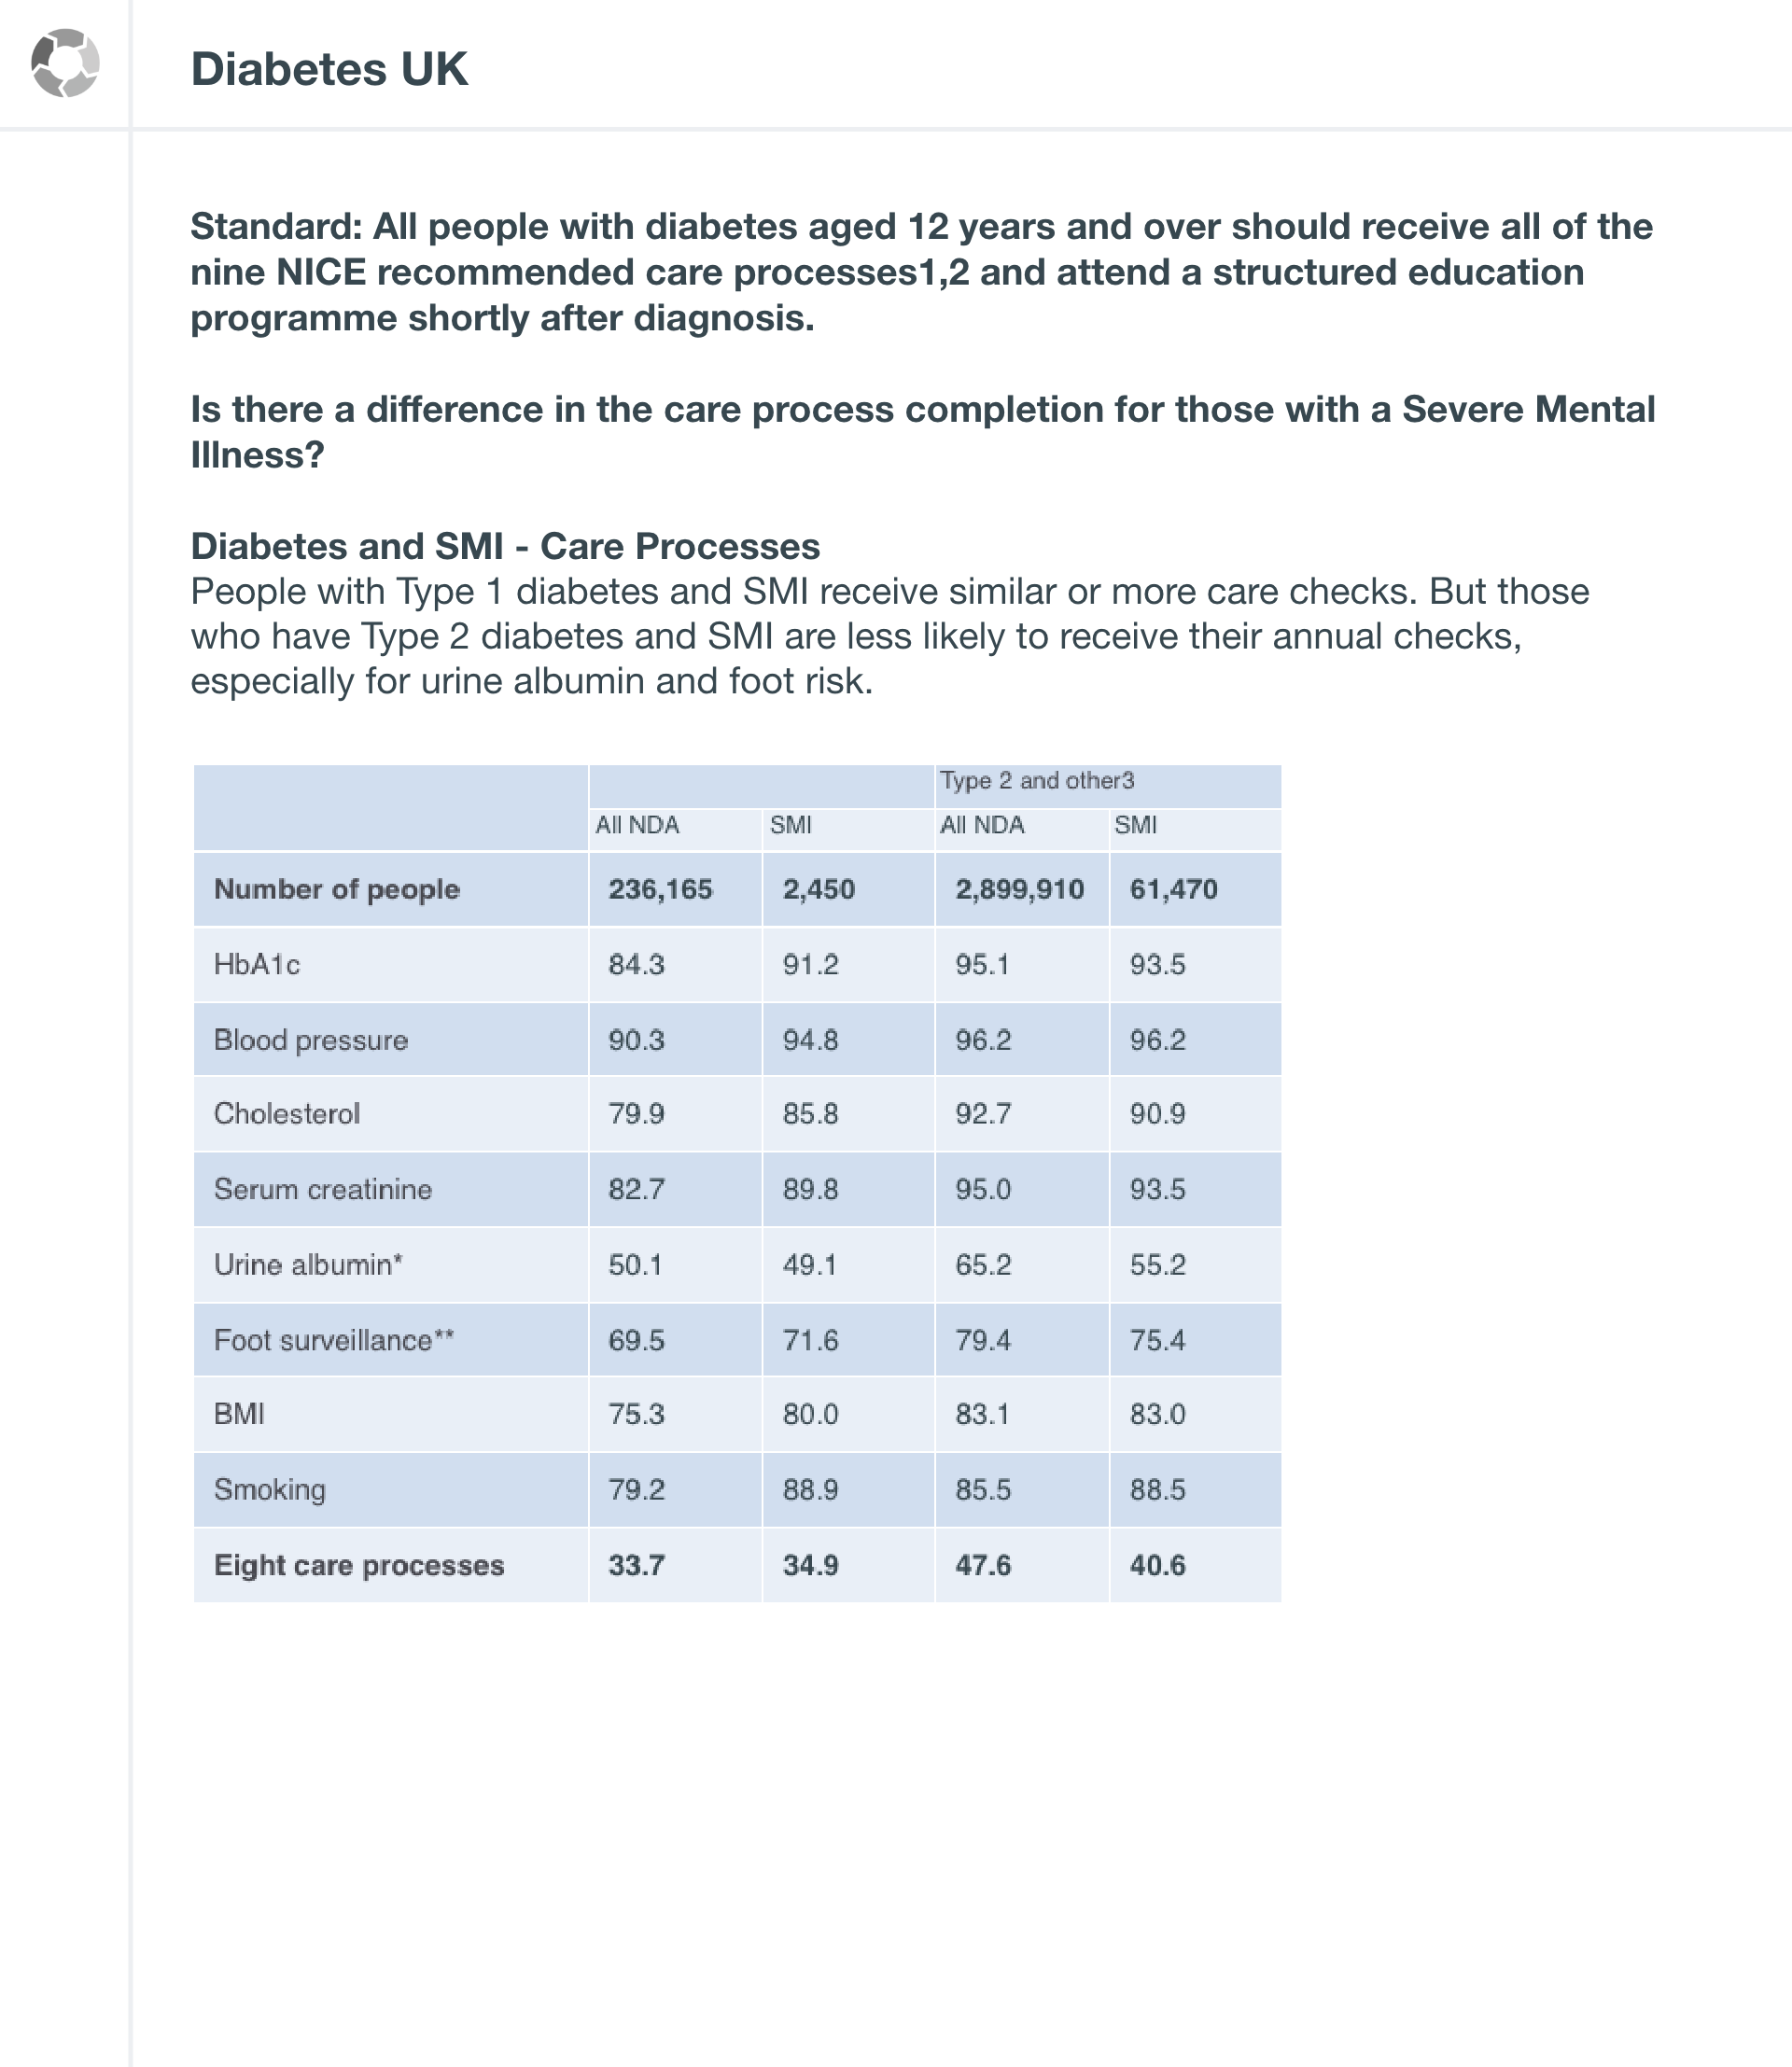 Diabetes UK
Standard: All people with diabetes aged 12 years and over should receive all of the
nine NICE recommended care processes1,2 and attend a structured education
programme shortly after diagnosis.
Is there a difference in the care process completion for those with a Severe Mental
Illness?
Diabetes and SMI - Care Processes
People with Type 1 diabetes and SMI receive similar or more care checks. But those
who have Type 2 diabetes and SMI are less likely to receive their annual checks,
especially for urine albumin and foot risk.
Type 2 and other3
All NDA SMI All NDA SMI
Number of people 236,165 2,450 2,899,910 61,470
HbA1c 84.3 91.2 95.1 93.5
Blood pressure 90.3 94.8 96.2 96.2
Cholesterol 79.9 85.8 92.7 90.9
Serum creatinine 82.7 89.8 95.0 93.5
Urine albumin* 50.1 49.1 65.2 55.2
Foot surveillance** 69.5 71.6 79.4 75.4
BMI 75.3 80.0 83.1 83.0
Smoking 79.2 88.9 85.5 88.5
Eight care processes 33.7 34.9 47.6 40.6